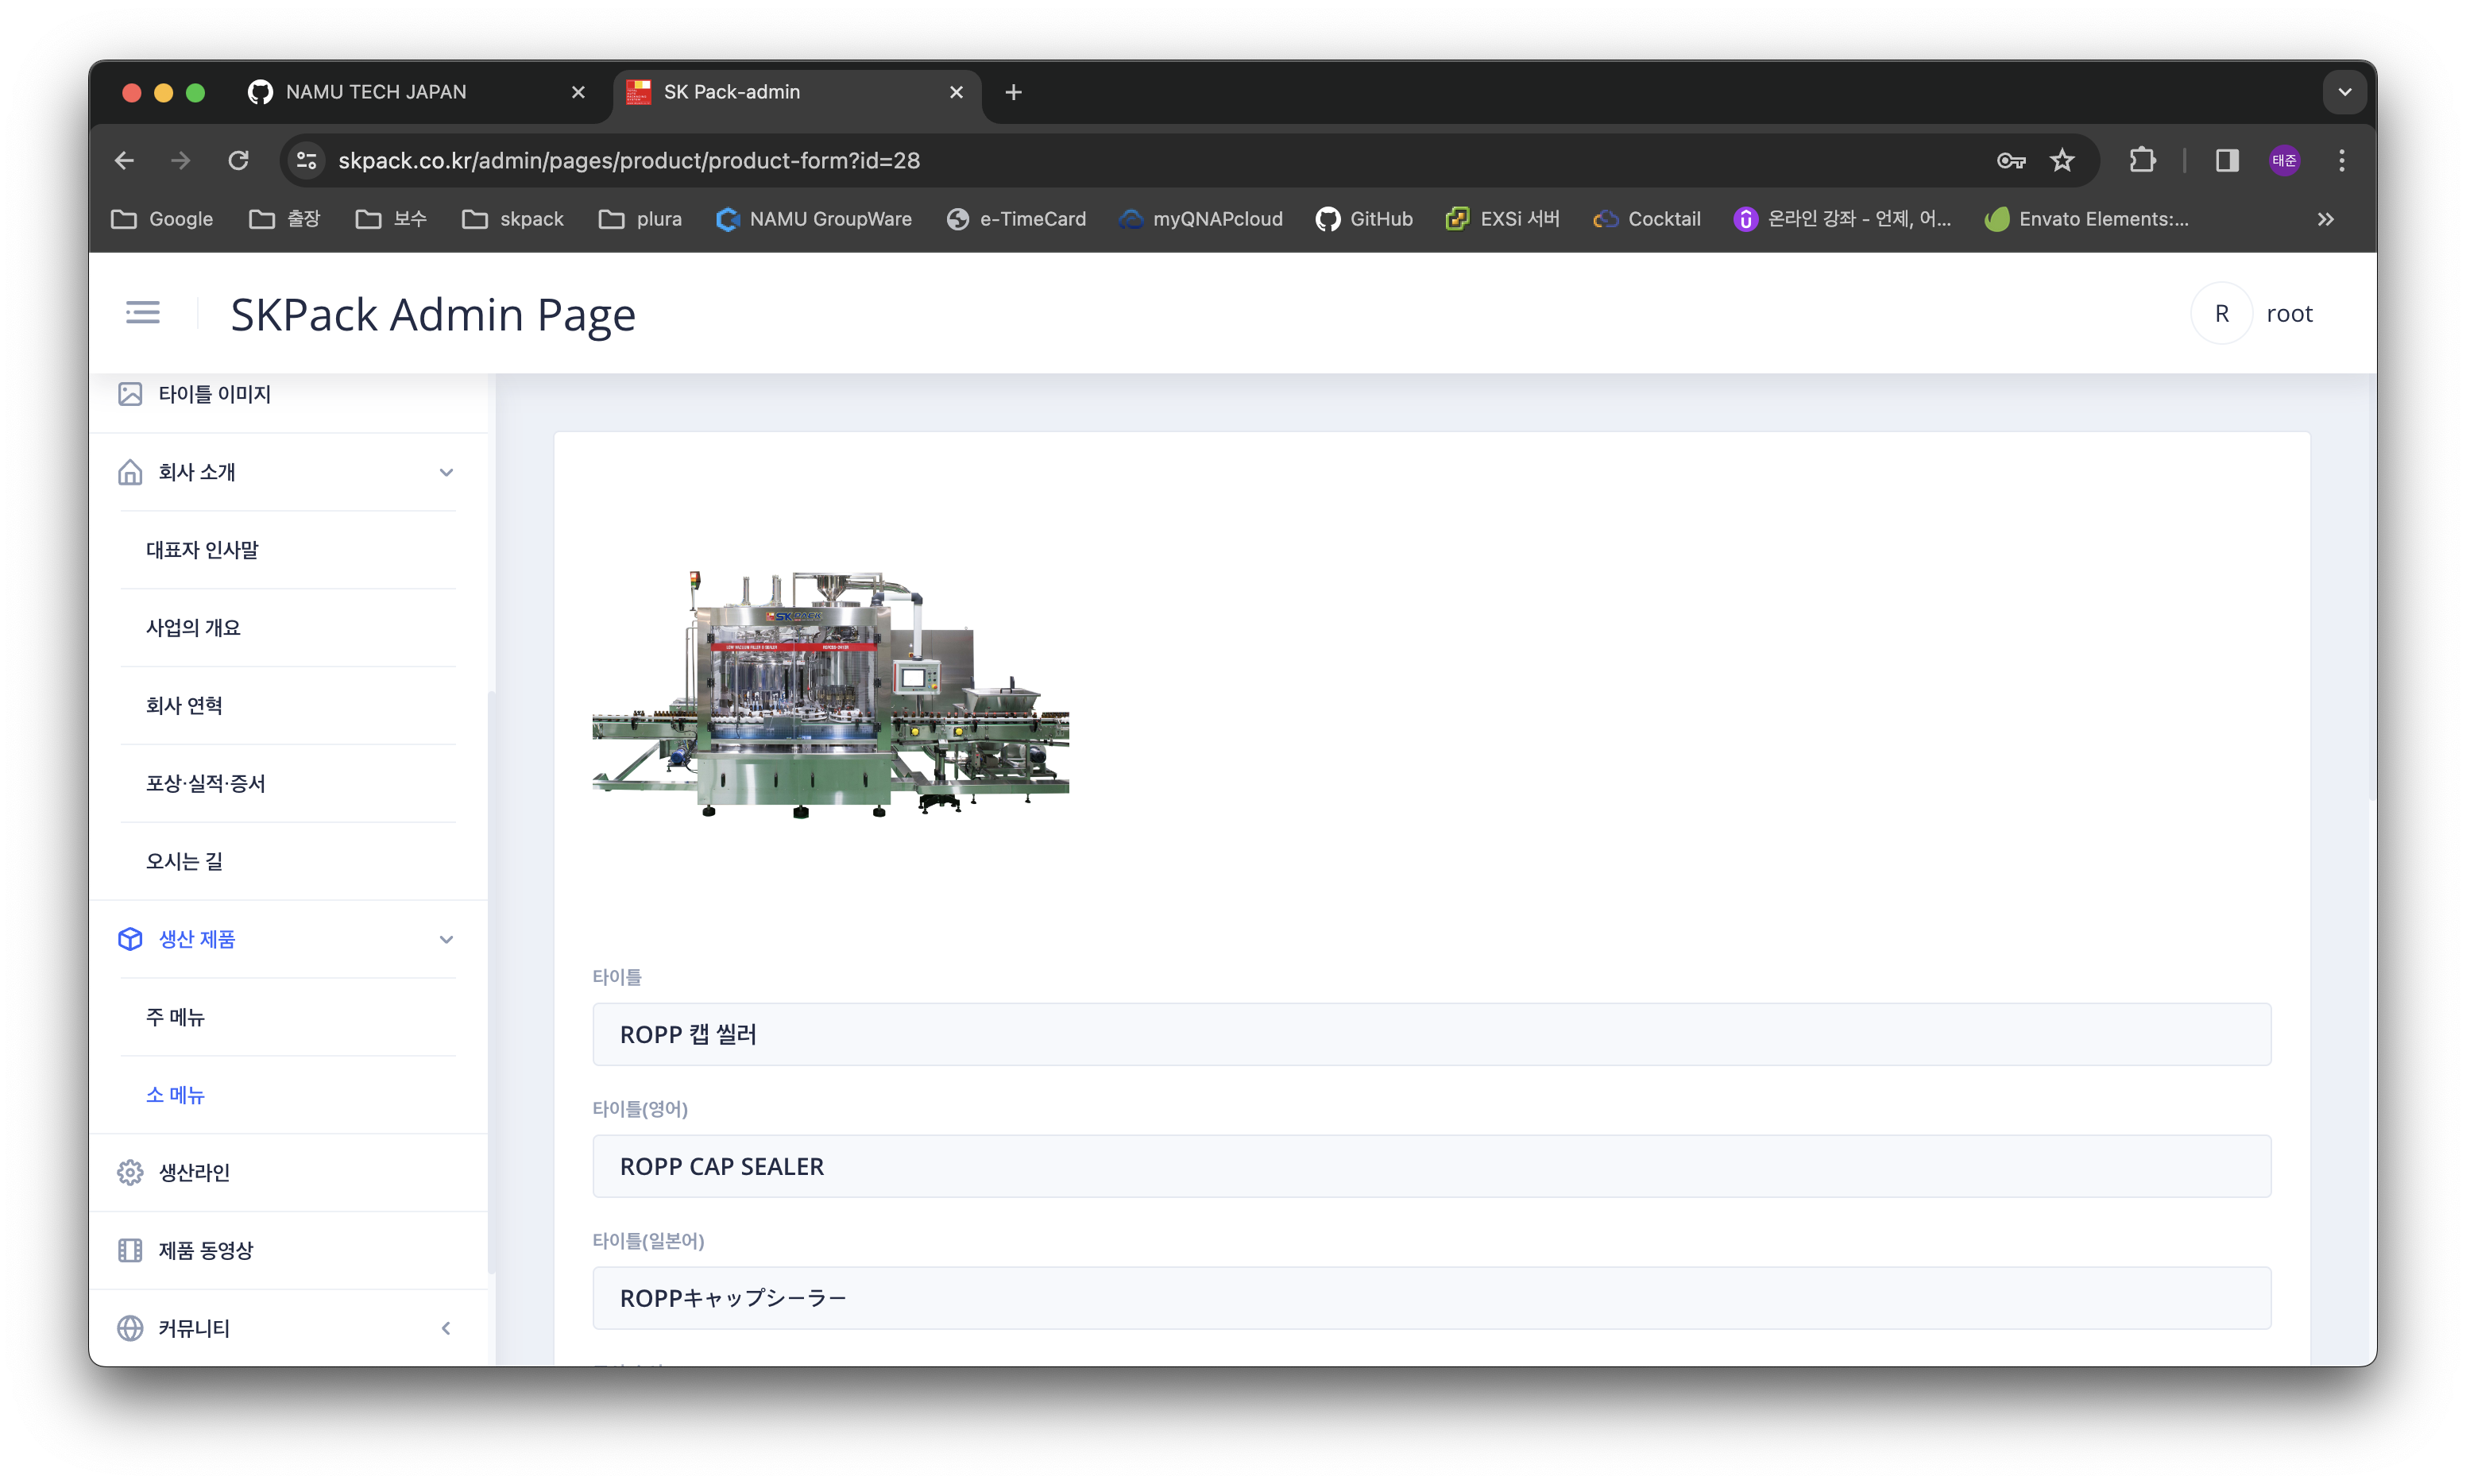 NAMU TECH JAPAN
SK Pack-admin
skpack.co.kr/admin/pages/product/product-form?id=28
태준
Google
출장
보수
skpack
plura
NAMU GroupWare
e-TimeCard
myQNAPcloud
GitHub
EXSi 서버
Cocktail
온라인 강좌 - 언제, 어...
Envato Elements:...
SKPack Admin Page
R
root
타이틀 이미지
회사 소개
대표자 인사말
사업의 개요
회사 연혁
포상·실적·증서
오시는 길
생산 제품
주 메뉴
소 메뉴
생산라인
제품 동영상
커뮤니티
SK PACK
타이틀
ROPP 캡 씰러
타이틀(영어)
ROPP CAP SEALER
타이틀(일본어)
ROPPキャップシーラー